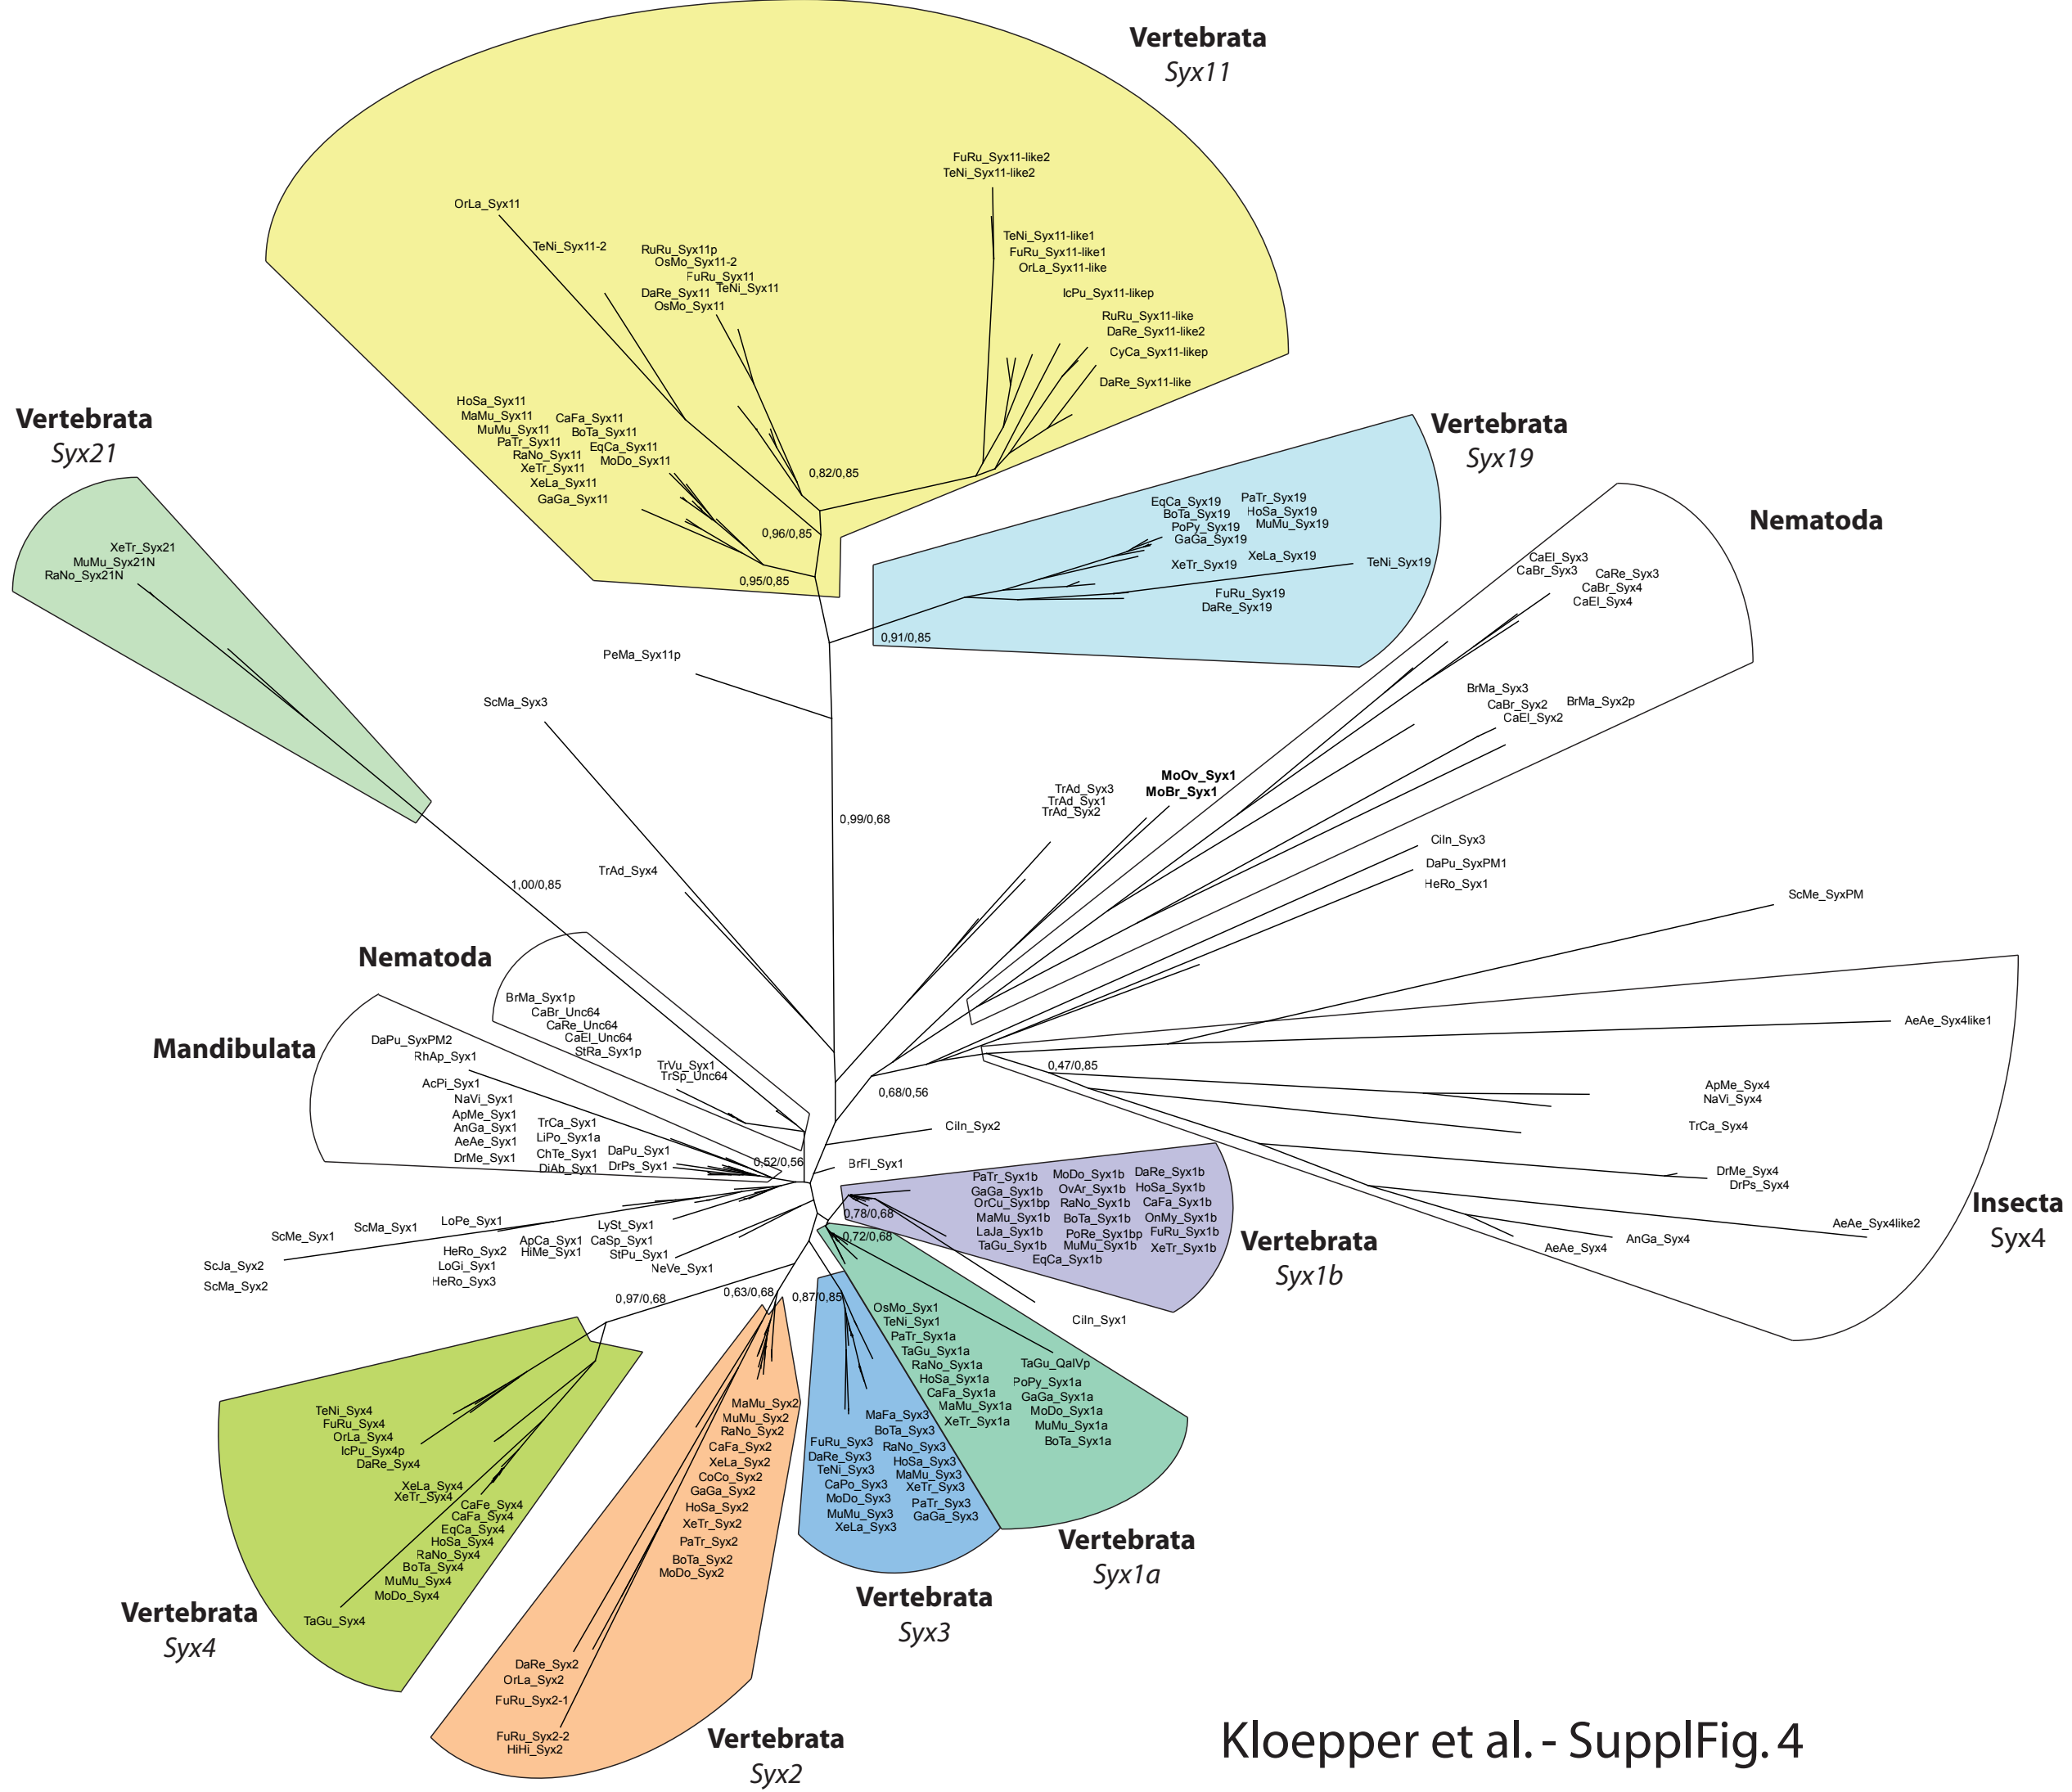 Vertebrata
Syx11
FuRu_Syx11-like2
TeNi_Syx11-like2
OrLa_Syx11
TeNi_Syx11-2
RuRu_Syx11p
OsMo_Syx11-2
FuRu_Syx11
TeNi_Syx11
DaRe_Syx11
OsMo_Syx11
TeNi_Syx11-like1
FuRu_Syx11-like1
OrLa_Syx11-like
IcPu_Syx11-likep
RuRu_Syx11-like
DaRe_Syx11-like2
CyCa_Syx11-likep
DaRe_Syx11-like
HoSa_Syx11
MaMu_Syx11
MuMu_Syx11
PaTr_Syx11
RaNo_Syx11
XeTr_Syx11
XeLa_Syx11
GaGa_Syx11
CaFa_Syx11
BoTa_Syx11
EqCa_Syx11
MoDo_Syx11
0,82/0,85
0,96/0,85
0,95/0,85
Vertebrata
Syx21
XeTr_Syx21
MuMu_Syx21N
RaNo_Syx21N
Vertebrata
Syx19
EqCa_Syx19
BoTa_Syx19
PoPy_Syx19
GaGa_Syx19
PaTr_Syx19
HoSa_Syx19
MuMu_Syx19
XeTr_Syx19
XeLa_Syx19
TeNi_Syx19
FuRu_Syx19
DaRe_Syx19
0,91/0,85
Nematoda
CaEl_Syx3
CaBr_Syx3
CaRe_Syx3
CaBr_Syx4
CaEl_Syx4
BrMa_Syx3
CaBr_Syx2
CaEl_Syx2
BrMa_Syx2p
PeMa_Syx11p
ScMa_Syx3
TrAd_Syx4
0,99/0,68
1,00/0,85
TrAd_Syx3
TrAd_Syx1
TrAd_Syx2
MoOv_Syx1
MoBr_Syx1
CiIn_Syx3
DaPu_SyxPM1
HeRo_Syx1
ScMe_SyxPM
Nematoda
BrMa_Syx1p
CaBr_Unc64
CaRe_Unc64
CaEl_Unc64
StRa_Syx1p
TrVu_Syx1
TrSp_Unc64
Mandibulata
DaPu_SyxPM2
RhAp_Syx1
AcPi_Syx1
NaVi_Syx1
ApMe_Syx1
AnGa_Syx1
AeAe_Syx1
DrMe_Syx1
TrCa_Syx1
LiPo_Syx1a
ChTe_Syx1
DiAb_Syx1
DaPu_Syx1
DrPs_Syx1
0,52/0,56
0,68/0,56
0,47/0,85
CiIn_Syx2
BrFl_Syx1
AeAe_Syx4like1
ApMe_Syx4
NaVi_Syx4
TrCa_Syx4
DrMe_Syx4
DrPs_Syx4
AeAe_Syx4like2
AnGa_Syx4
AeAe_Syx4
Insecta
Syx4
ScMe_Syx1
ScMa_Syx1
LoPe_Syx1
ScJa_Syx2
ScMa_Syx2
HeRo_Syx2
LoGi_Syx1
HeRo_Syx3
ApCa_Syx1
HiMe_Syx1
LySt_Syx1
CaSp_Syx1
StPu_Syx1
NeVe_Syx1
PaTr_Syx1b
GaGa_Syx1b
OrCu_Syx1bp
MaMu_Syx1b
LaJa_Syx1b
TaGu_Syx1b
MoDo_Syx1b
OvAr_Syx1b
RaNo_Syx1b
BoTa_Syx1b
PoRe_Syx1bp
MuMu_Syx1b
EqCa_Syx1b
DaRe_Syx1b
HoSa_Syx1b
CaFa_Syx1b
OnMy_Syx1b
FuRu_Syx1b
XeTr_Syx1b
0,78/0,68
0,72/0,68
Vertebrata
Syx1b
CiIn_Syx1
0,97/0,68
0,63/0,68
0,87/0,85
OsMo_Syx1
TeNi_Syx1
PaTr_Syx1a
TaGu_Syx1a
RaNo_Syx1a
HoSa_Syx1a
CaFa_Syx1a
MaMu_Syx1a
XeTr_Syx1a
TaGu_QaIVp
PoPy_Syx1a
GaGa_Syx1a
MoDo_Syx1a
MuMu_Syx1a
BoTa_Syx1a
Vertebrata
Syx1a
FuRu_Syx3
DaRe_Syx3
TeNi_Syx3
CaPo_Syx3
MoDo_Syx3
MuMu_Syx3
XeLa_Syx3
MaFa_Syx3
BoTa_Syx3
RaNo_Syx3
HoSa_Syx3
MaMu_Syx3
XeTr_Syx3
PaTr_Syx3
GaGa_Syx3
Vertebrata
Syx3
MaMu_Syx2
MuMu_Syx2
RaNo_Syx2
CaFa_Syx2
XeLa_Syx2
CoCo_Syx2
GaGa_Syx2
HoSa_Syx2
XeTr_Syx2
PaTr_Syx2
BoTa_Syx2
MoDo_Syx2
DaRe_Syx2
OrLa_Syx2
FuRu_Syx2-1
FuRu_Syx2-2
HiHi_Syx2
Vertebrata
Syx2
TeNi_Syx4
FuRu_Syx4
OrLa_Syx4
IcPu_Syx4p
DaRe_Syx4
XeLa_Syx4
XeTr_Syx4
CaFe_Syx4
CaFa_Syx4
EqCa_Syx4
HoSa_Syx4
RaNo_Syx4
BoTa_Syx4
MuMu_Syx4
MoDo_Syx4
TaGu_Syx4
Vertebrata
Syx4
Kloepper et al. - SupplFig. 4